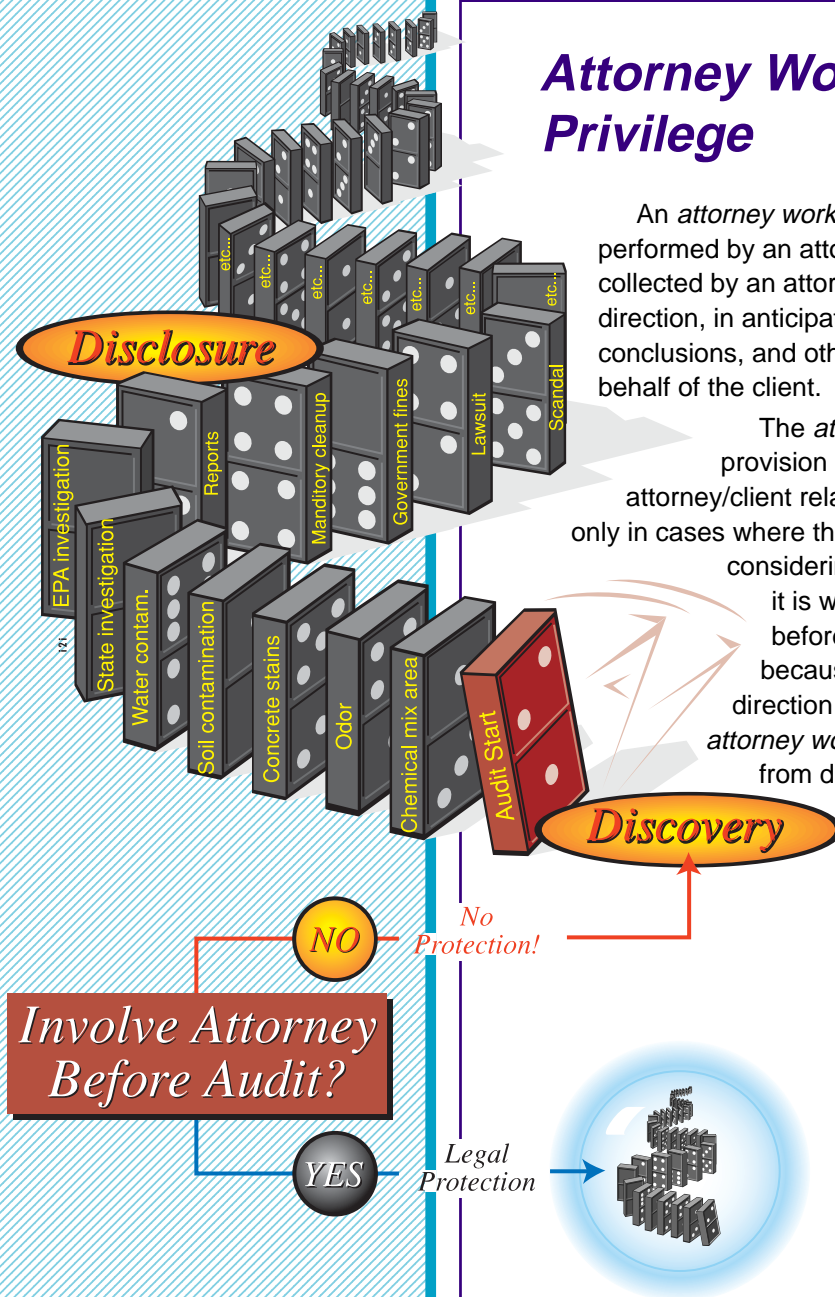 Attorney Wo
Privilege
An attorney work
performed by an atto
collected by an attor
direction, in anticipat
conclusions, and oth
behalf of the client.
The at
provision
attorney/client rela
only in cases where th
considerin
it is w
before
becaus
direction
attorney wo
from d
etc...
etc...
etc...
etc...
etc...
etc...
etc...
Disclosure
EPA investigation
Reports
Manditory cleanup
Government fines
Lawsuit
Scandal
State investigation
Water contam.
Soil contamination
Concrete stains
Odor
Chemical mix area
Audit Start
i2i
Discovery
NO
No
Protection!
Involve Attorney
Before Audit?
YES
Legal
Protection